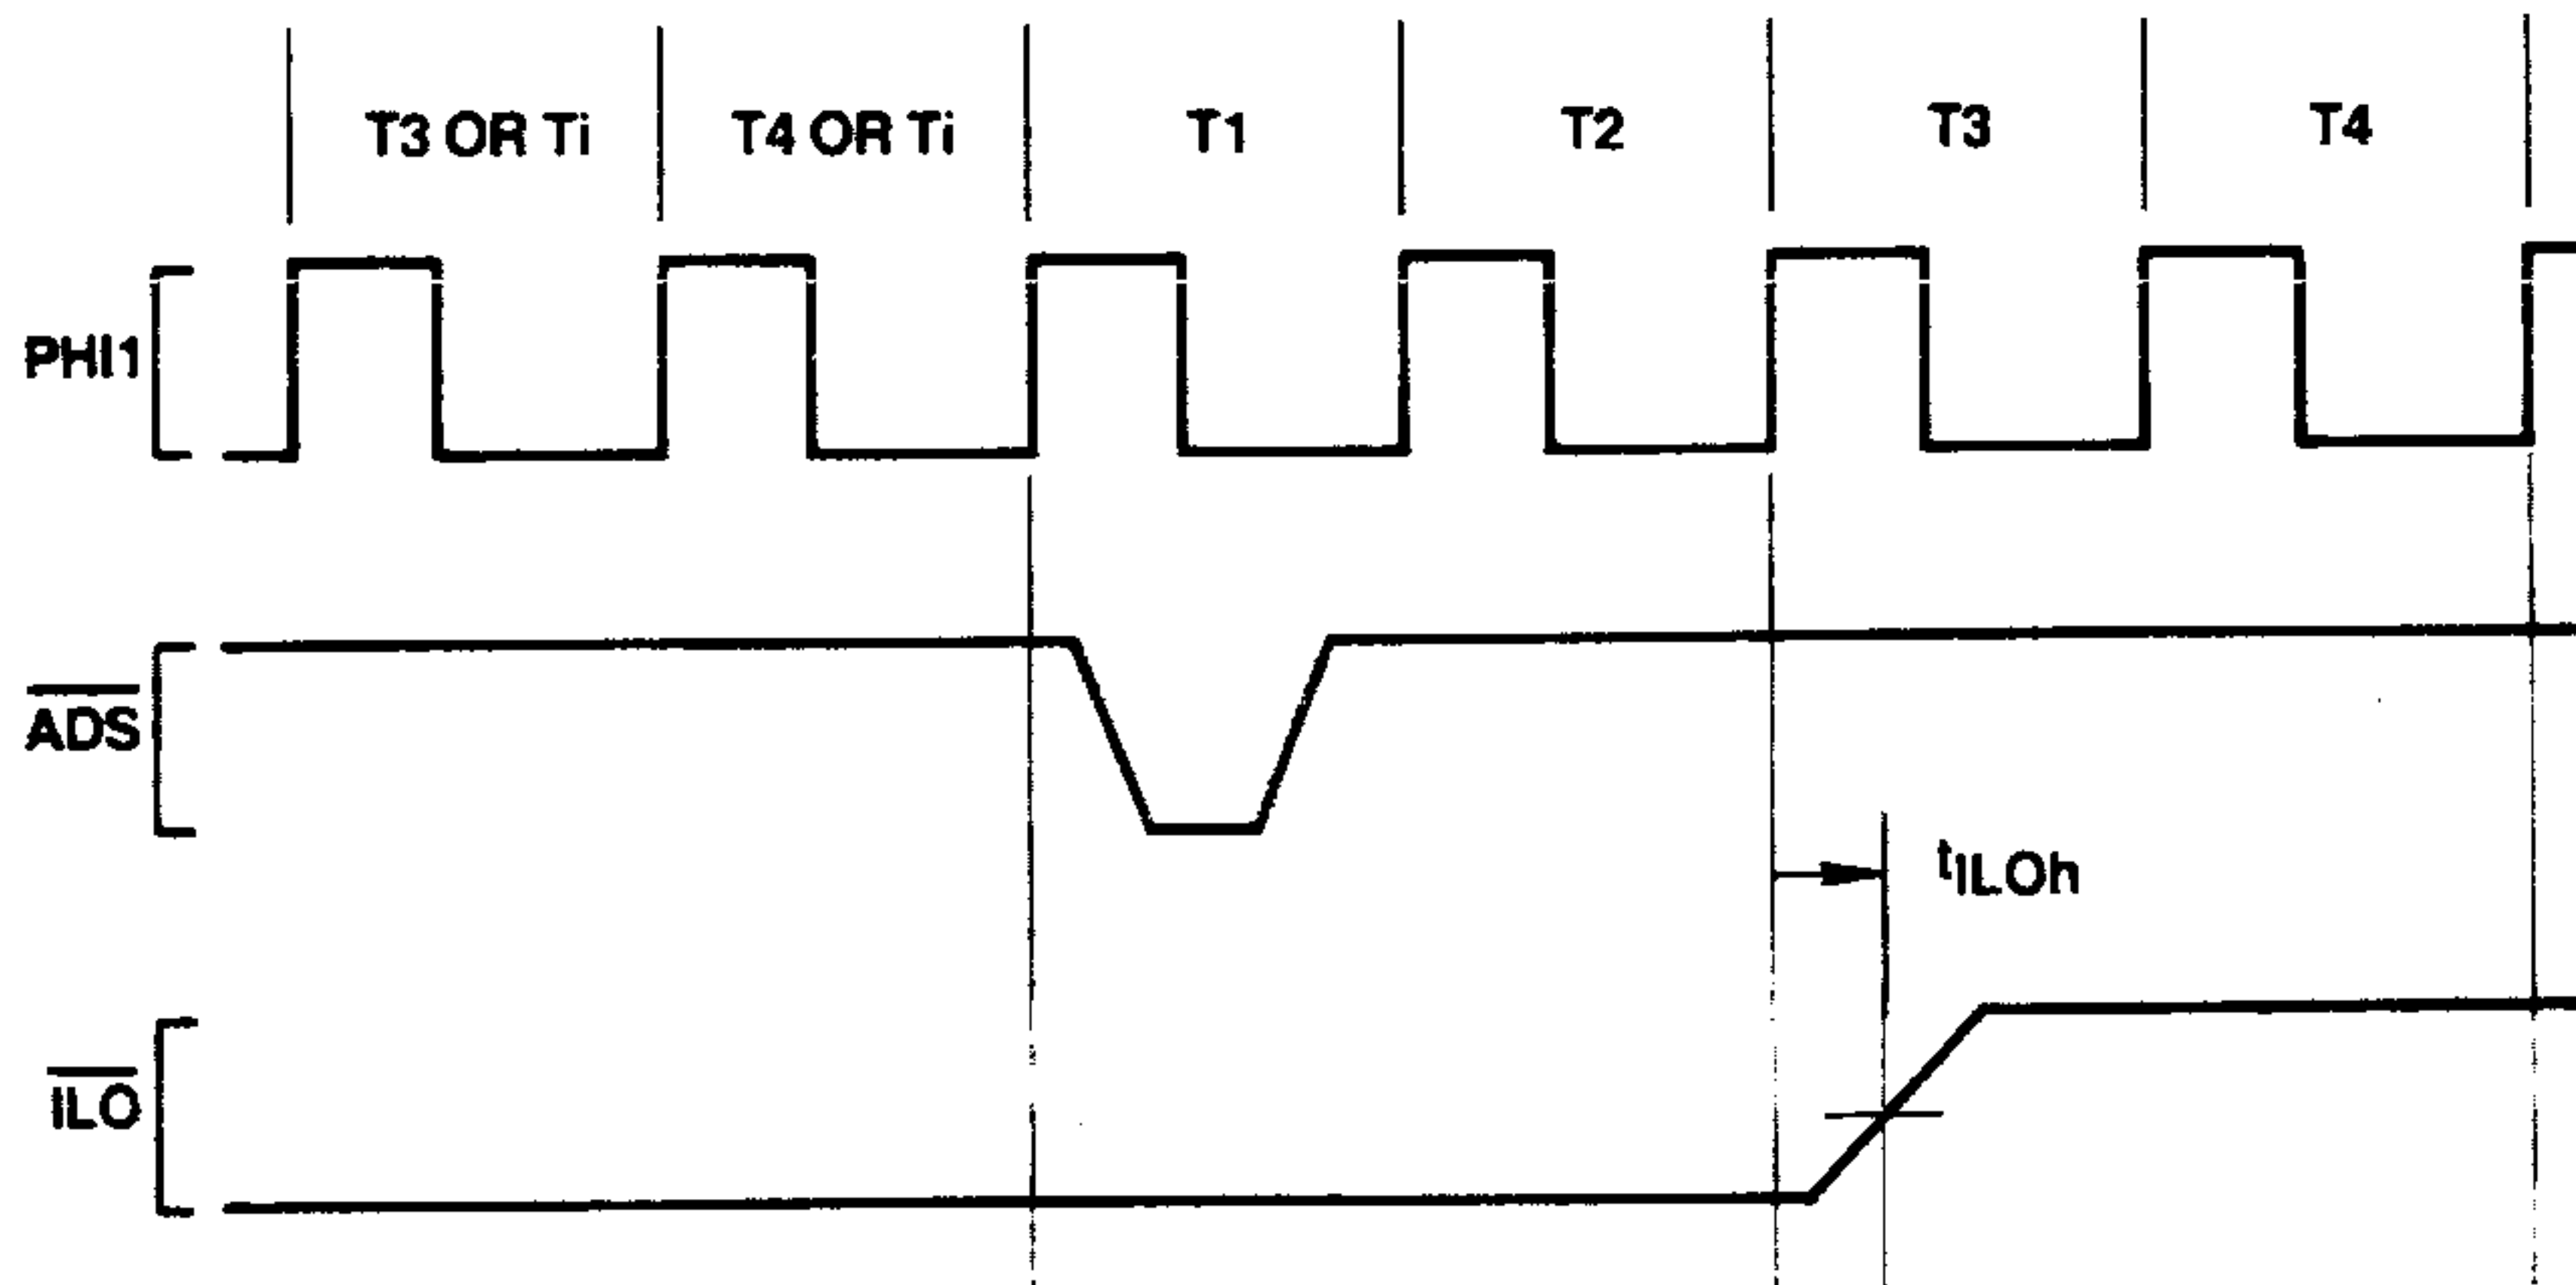 T3 OR Ti
T4 OR Ti
T1
T2
T3
T4
PHI1
ADS
tILOh
ILO